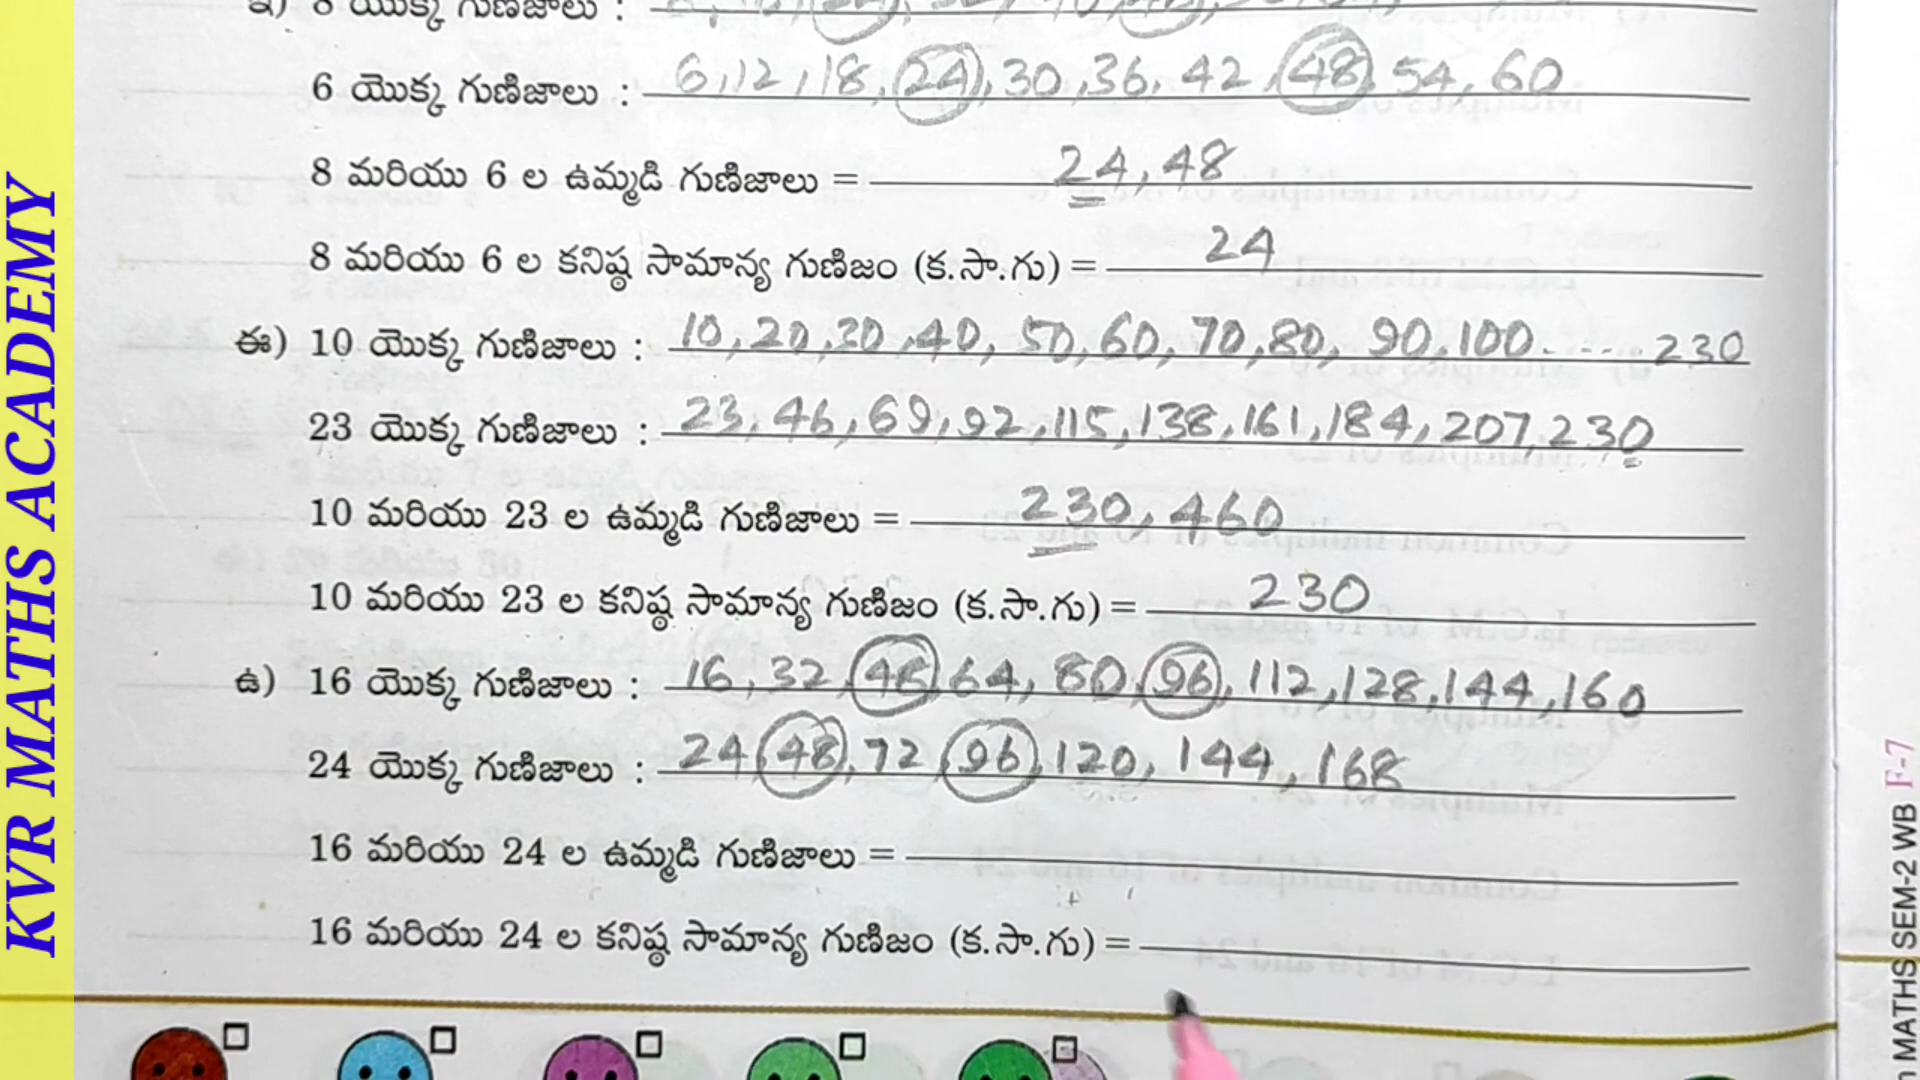 ఇ) 8 యొక్క గుణిజాలు :
6 యొక్క గుణిజాలు : 6,12,18,24,30,36,42,48,54,60
8 మరియు 6 ల ఉమ్మడి గుణిజాలు = 24,48
8 మరియు 6 ల కనిష్ఠ సామాన్య గుణిజం (క.సా.గు) = 24
ఈ) 10 యొక్క గుణిజాలు : 10,20,30,40,50,60,70,80,90,100.....230
23 యొక్క గుణిజాలు : 23,46,69,92,115,138,161,184,207,230
10 మరియు 23 ల ఉమ్మడి గుణిజాలు = 230,460
10 మరియు 23 ల కనిష్ఠ సామాన్య గుణిజం (క.సా.గు) = 230
ఉ) 16 యొక్క గుణిజాలు : 16,32,48,64,80,96,112,128,144,160
24 యొక్క గుణిజాలు : 24,48,72,96,120,144,168
16 మరియు 24 ల ఉమ్మడి గుణిజాలు =
16 మరియు 24 ల కనిష్ఠ సామాన్య గుణిజం (క.సా.గు) =
KVR MATHS ACADEMY
MATHS SEM-2 WB F-7